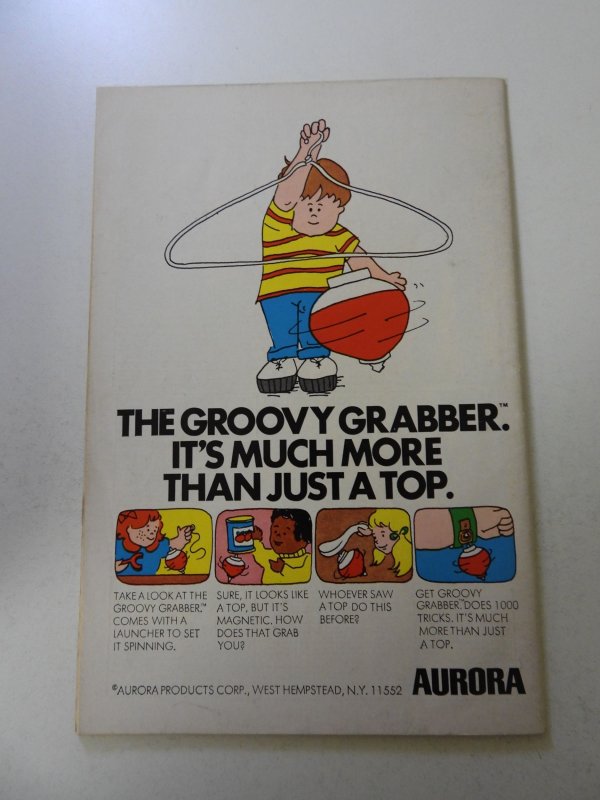 THE GROOVY GRABBER.™
IT'S MUCH MORE
THAN JUST A TOP.
TAKE A LOOK AT THE
GROOVY GRABBER.™
COMES WITH A
LAUNCHER TO SET
IT SPINNING.
SURE, IT LOOKS LIKE
A TOP, BUT IT'S
MAGNETIC. HOW
DOES THAT GRAB
YOU?
WHOEVER SAW
A TOP DO THIS
BEFORE?
GET GROOVY
GRABBER. DOES 1000
TRICKS. IT'S MUCH
MORE THAN JUST
A TOP.
©AURORA PRODUCTS CORP., WEST HEMPSTEAD, N.Y. 11552
AURORA